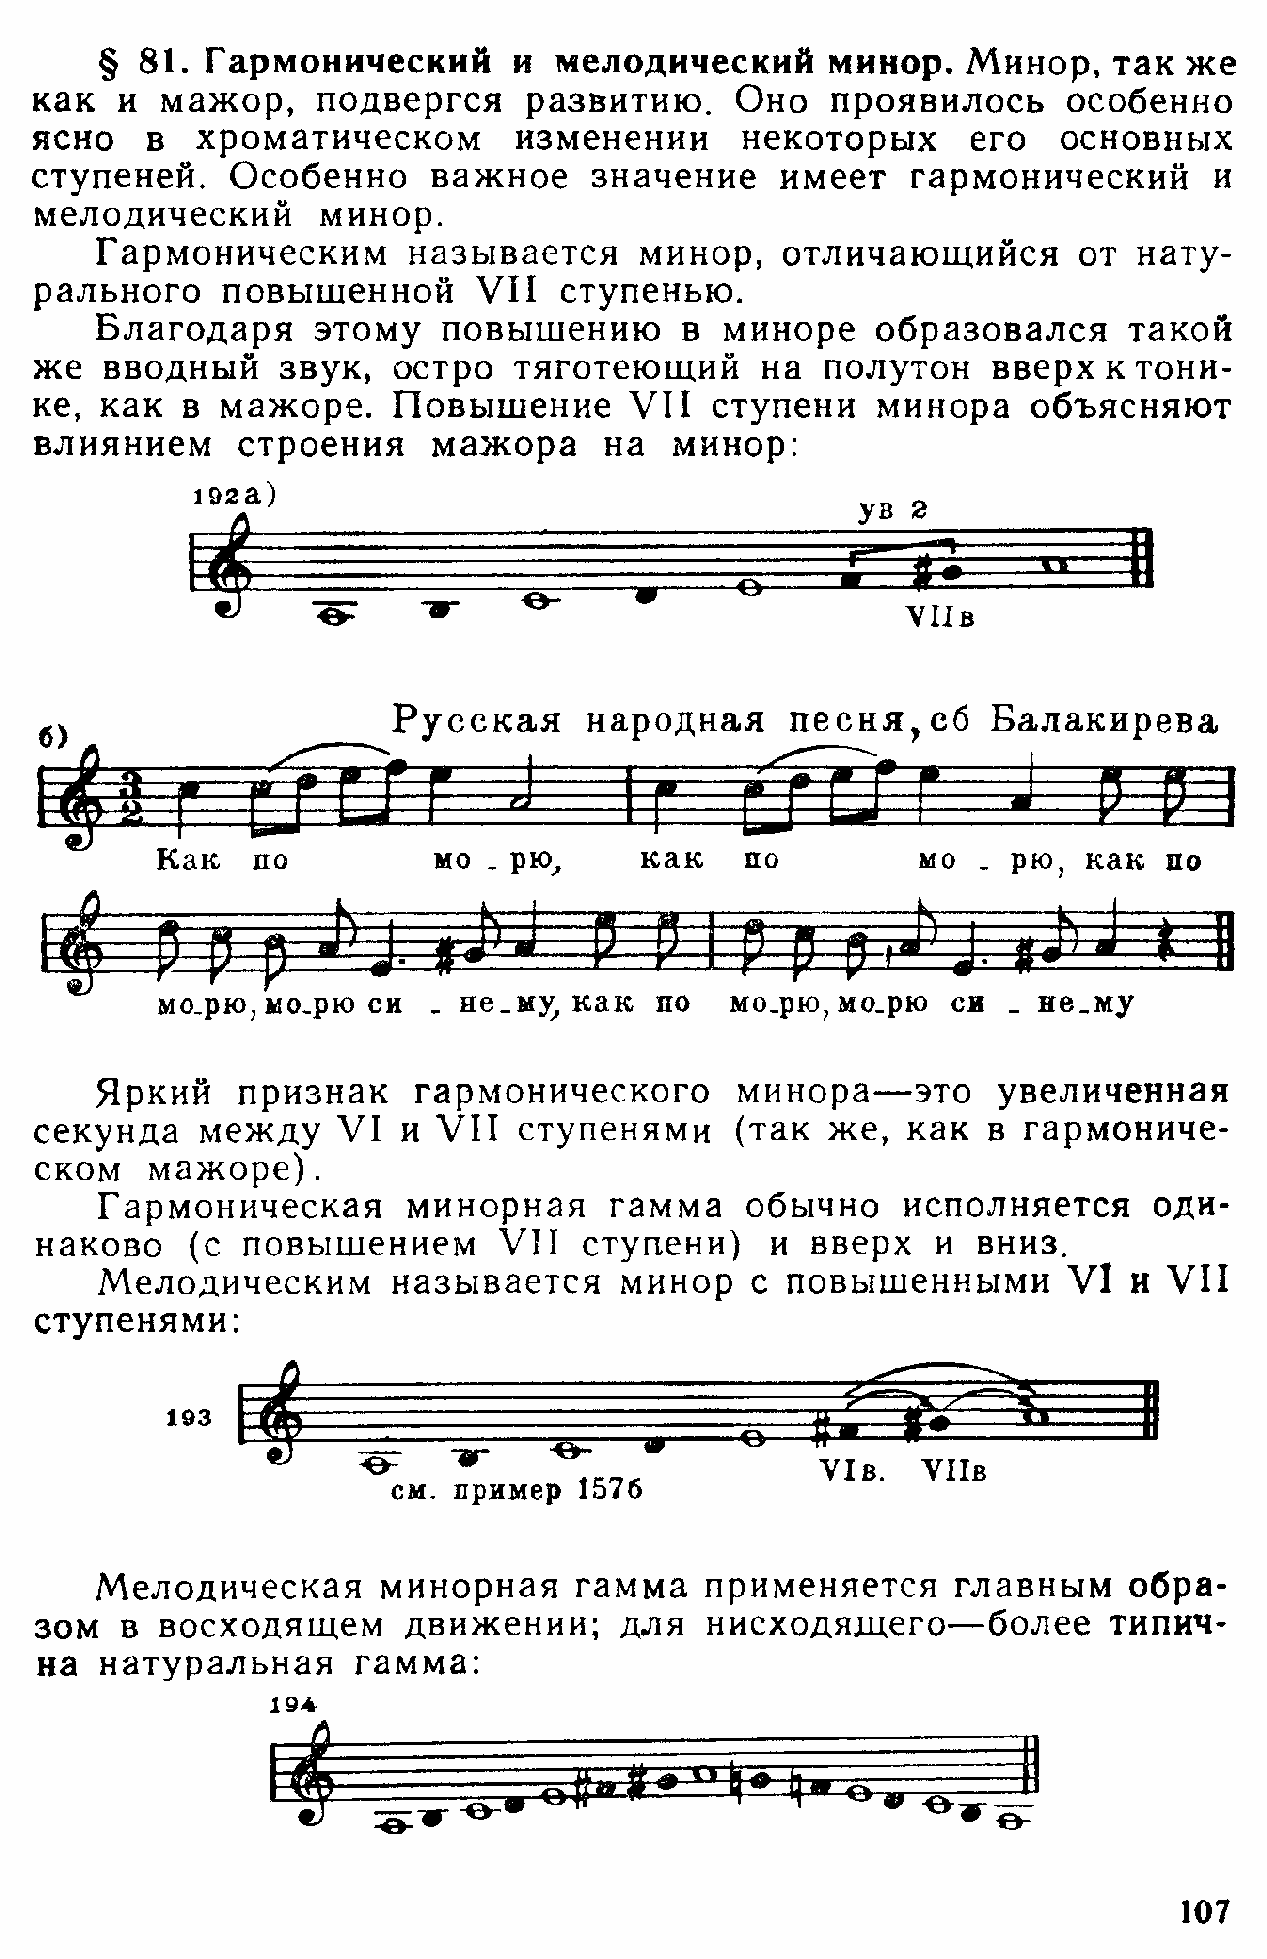 § 81. Гармонический и мелодический минор. Минор, так же
как и мажор, подвергся развитию. Оно проявилось особенно
ясно в хроматическом изменении некоторых его основных
ступеней. Особенно важное значение имеет гармонический и
мелодический минор.
Гармоническим называется минор, отличающийся от нату-
рального повышенной VII ступенью.
Благодаря этому повышению в миноре образовался такой
же вводный звук, остро тяготеющий на полутон вверх к тони-
ке, как в мажоре. Повышение VII ступени минора объясняют
влиянием строения мажора на минор:
192а)
ув 2
VIIв
б) Русская народная песня, сб Балакирева
3
2
Как по мо - рю, как по мо - рю, как по
мо-рю, мо-рю си - не-му, как по мо-рю, мо-рю си - не-му
Яркий признак гармонического минора—это увеличенная
секунда между VI и VII ступенями (так же, как в гармониче-
ском мажоре).
Гармоническая минорная гамма обычно исполняется оди-
наково (с повышением VII ступени) и вверх и вниз.
Мелодическим называется минор с повышенными VI и VII
ступенями:
193
VIв. VIIв
см. пример 157б
Мелодическая минорная гамма применяется главным обра-
зом в восходящем движении; для нисходящего—более типич-
на натуральная гамма:
194
107